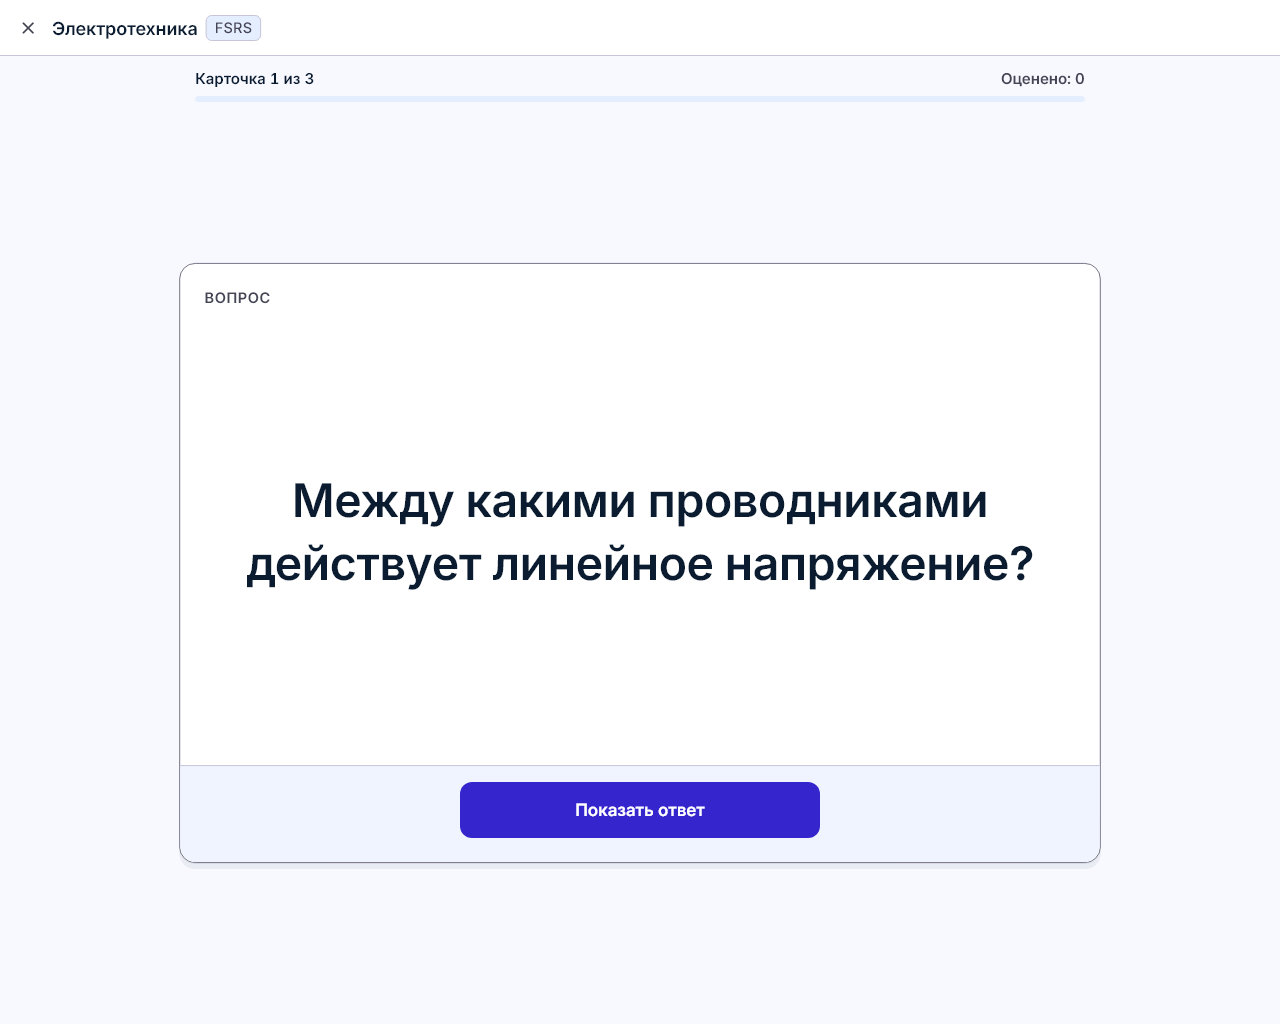 Электротехника FSRS
Карточка 1 из 3
Оценено: 0
ВОПРОС
Между какими проводниками
действует линейное напряжение?
Показать ответ